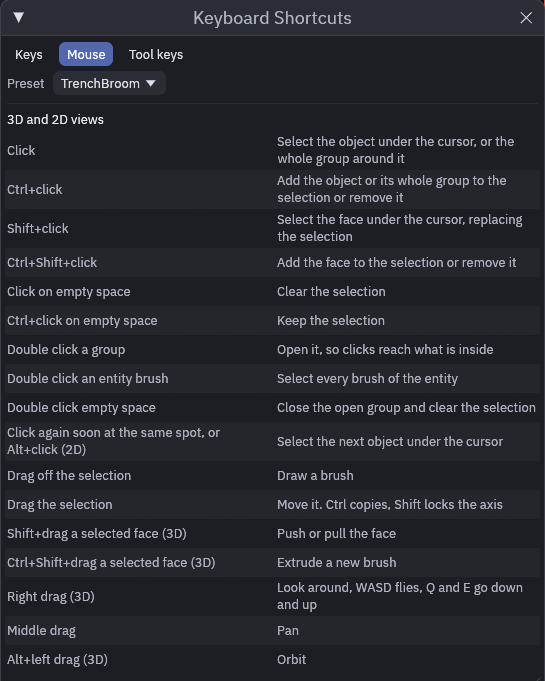 Keyboard Shortcuts
Keys Mouse Tool keys
Preset TrenchBroom
3D and 2D views
Click Select the object under the cursor, or the
whole group around it
Ctrl+click Add the object or its whole group to the
selection or remove it
Shift+click Select the face under the cursor, replacing
the selection
Ctrl+Shift+click Add the face to the selection or remove it
Click on empty space Clear the selection
Ctrl+click on empty space Keep the selection
Double click a group Open it, so clicks reach what is inside
Double click an entity brush Select every brush of the entity
Double click empty space Close the open group and clear the selection
Click again soon at the same spot, or
Alt+click (2D) Select the next object under the cursor
Drag off the selection Draw a brush
Drag the selection Move it. Ctrl copies, Shift locks the axis
Shift+drag a selected face (3D) Push or pull the face
Ctrl+Shift+drag a selected face (3D) Extrude a new brush
Right drag (3D) Look around, WASD flies, Q and E go down
and up
Middle drag Pan
Alt+left drag (3D) Orbit